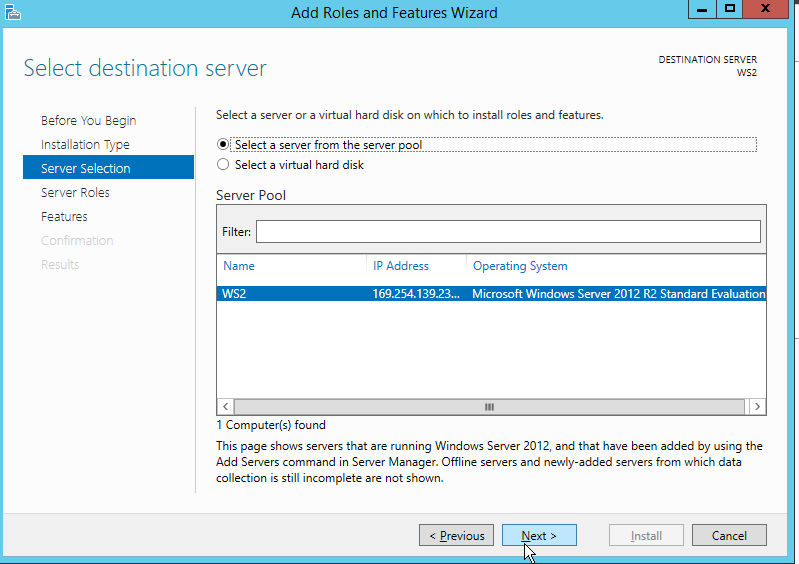 Add Roles and Features Wizard
Select destination server
DESTINATION SERVER
WS2
Before You Begin
Installation Type
Server Selection
Server Roles
Features
Confirmation
Results
Select a server or a virtual hard disk on which to install roles and features.
Select a server from the server pool
Select a virtual hard disk
Server Pool
Filter:
Name IP Address Operating System
WS2 169.254.139.23... Microsoft Windows Server 2012 R2 Standard Evaluation
1 Computer(s) found
This page shows servers that are running Windows Server 2012, and that have been added by using the
Add Servers command in Server Manager. Offline servers and newly-added servers from which data
collection is still incomplete are not shown.
< Previous Next > Install Cancel